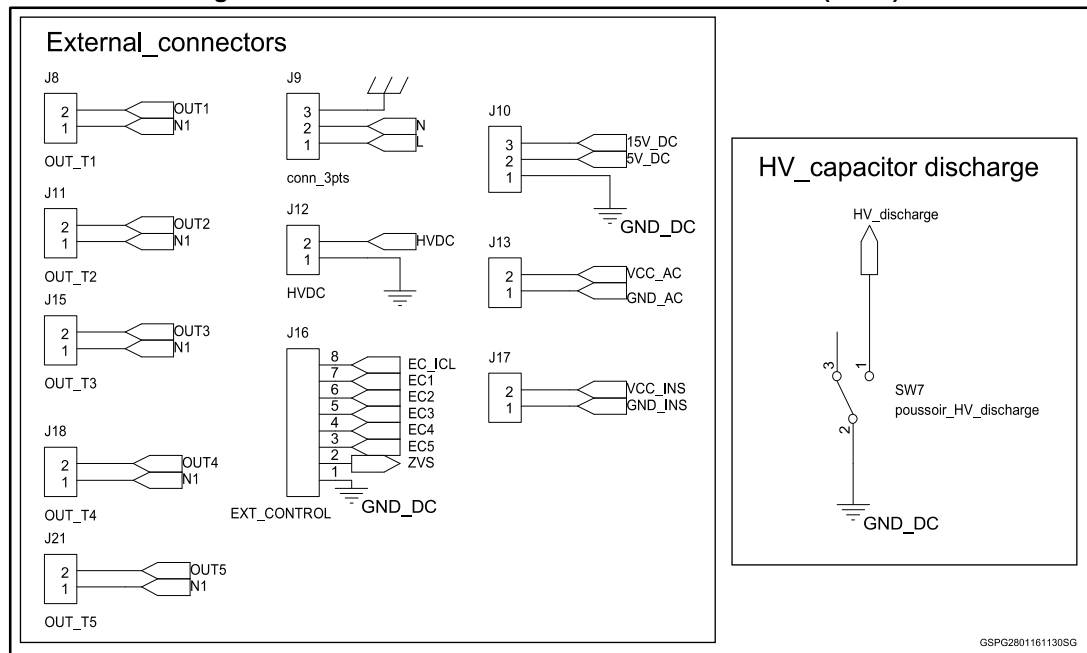 External_connectors
J8
2
1
OUT1
N1
OUT_T1
J11
2
1
OUT2
N1
OUT_T2
J15
2
1
OUT3
N1
OUT_T3
J18
2
1
OUT4
N1
OUT_T4
J21
2
1
OUT5
N1
OUT_T5
J9
3
2
1
N
L
conn_3pts
J12
2
1
HVDC
HVDC
J16
8
7
6
5
4
3
2
1
EC_ICL
EC1
EC2
EC3
EC4
EC5
ZVS
GND_DC
EXT_CONTROL
J10
3
2
1
15V_DC
5V_DC
GND_DC
J13
2
1
VCC_AC
GND_AC
J17
2
1
VCC_INS
GND_INS
HV_capacitor discharge
HV_discharge
3
1
2
SW7
poussoir_HV_discharge
GND_DC
GSPG2801161130SG